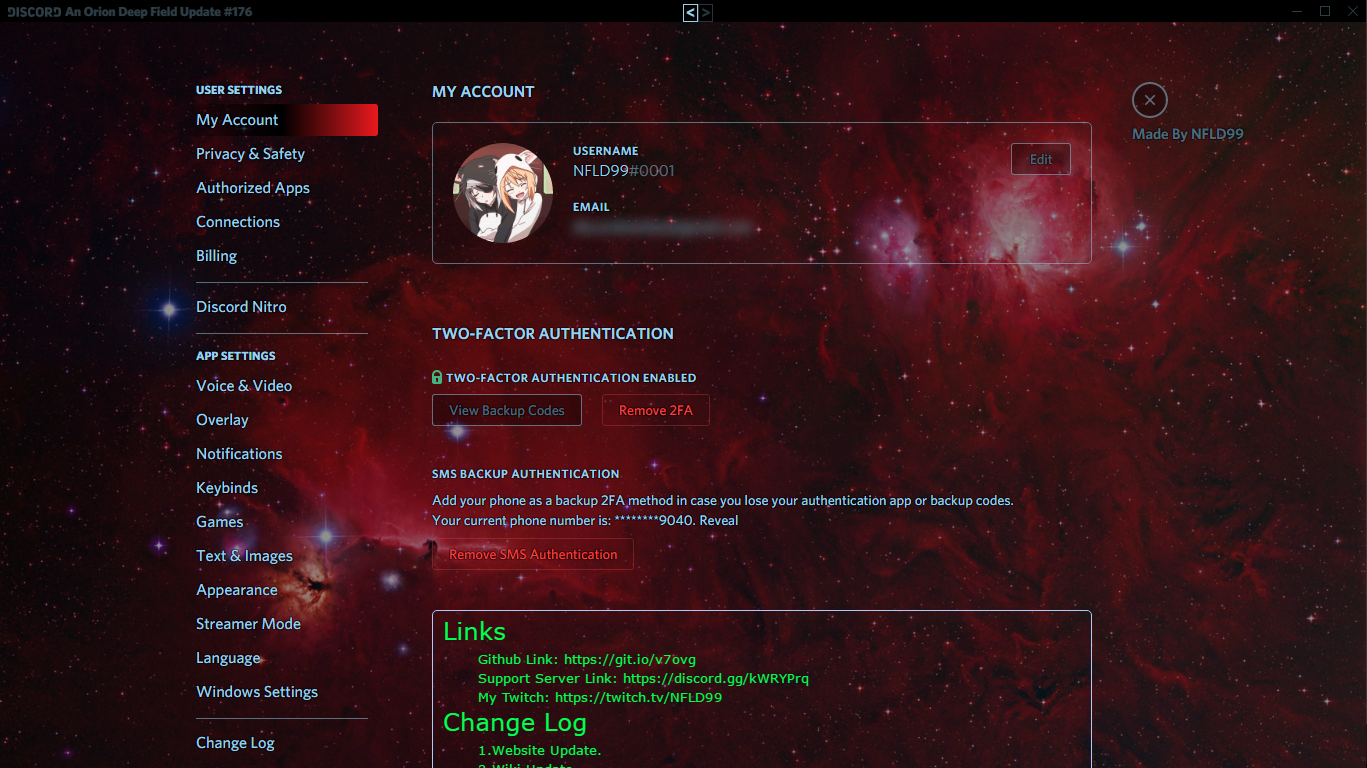 DISCORD An Orion Deep Field Update #176
< >
USER SETTINGS
My Account
Privacy & Safety
Authorized Apps
Connections
Billing
Discord Nitro
APP SETTINGS
Voice & Video
Overlay
Notifications
Keybinds
Games
Text & Images
Appearance
Streamer Mode
Language
Windows Settings
Change Log
MY ACCOUNT
USERNAME
NFLD99#0001
Edit
EMAIL
Made By NFLD99
TWO-FACTOR AUTHENTICATION
TWO-FACTOR AUTHENTICATION ENABLED
View Backup Codes
Remove 2FA
SMS BACKUP AUTHENTICATION
Add your phone as a backup 2FA method in case you lose your authentication app or backup codes.
Your current phone number is: ********9040. Reveal
Remove SMS Authentication
Links
Github Link: https://git.io/v7ovg
Support Server Link: https://discord.gg/kWRYPrq
My Twitch: https://twitch.tv/NFLD99
Change Log
1.Website Update.
2.Wiki Update.